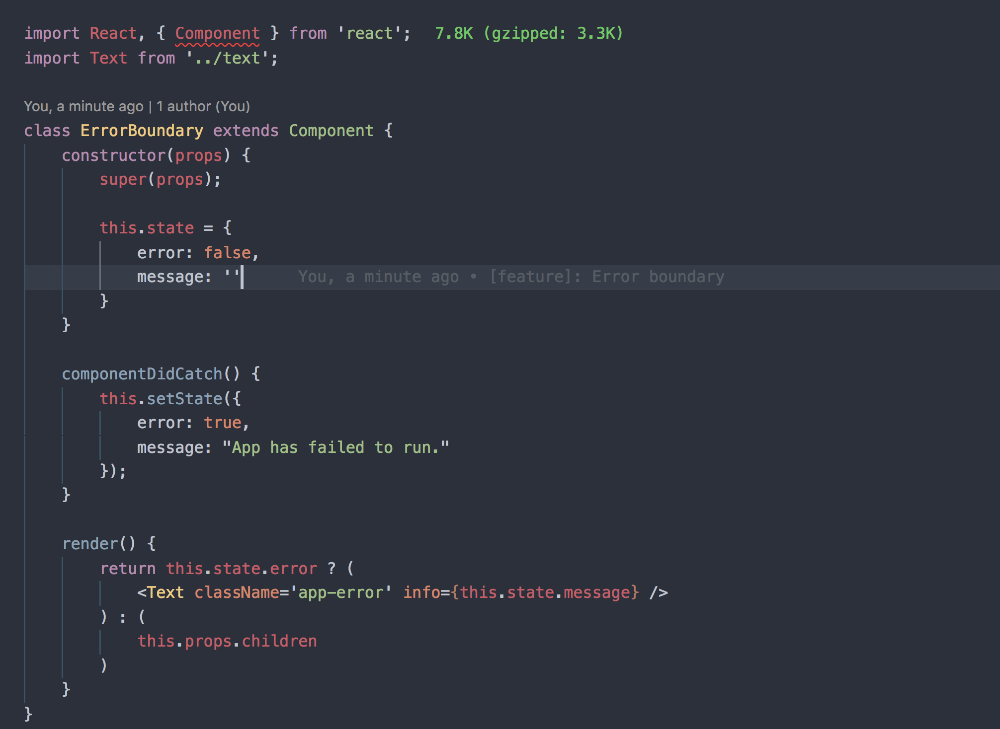 import React, { Component } from 'react';   7.8K (gzipped: 3.3K)
import Text from '../text';

You, a minute ago | 1 author (You)
class ErrorBoundary extends Component {
    constructor(props) {
        super(props);

        this.state = {
            error: false,
            message: ''      You, a minute ago • [feature]: Error boundary
        }
    }

    componentDidCatch() {
        this.setState({
            error: true,
            message: "App has failed to run."
        });
    }

    render() {
        return this.state.error ? (
            <Text className='app-error' info={this.state.message} />
        ) : (
            this.props.children
        )
    }
}